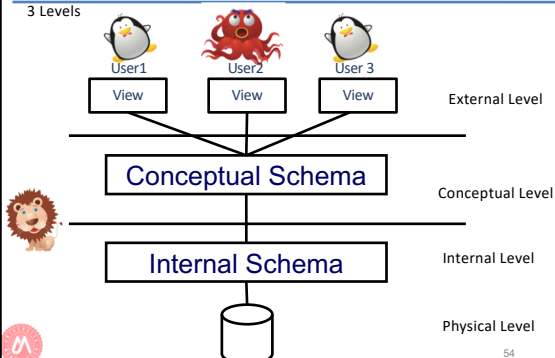 3 Levels
User1
User2
User 3
View
View
View
External Level
Conceptual Schema
Conceptual Level
Internal Schema
Internal Level
Physical Level
54